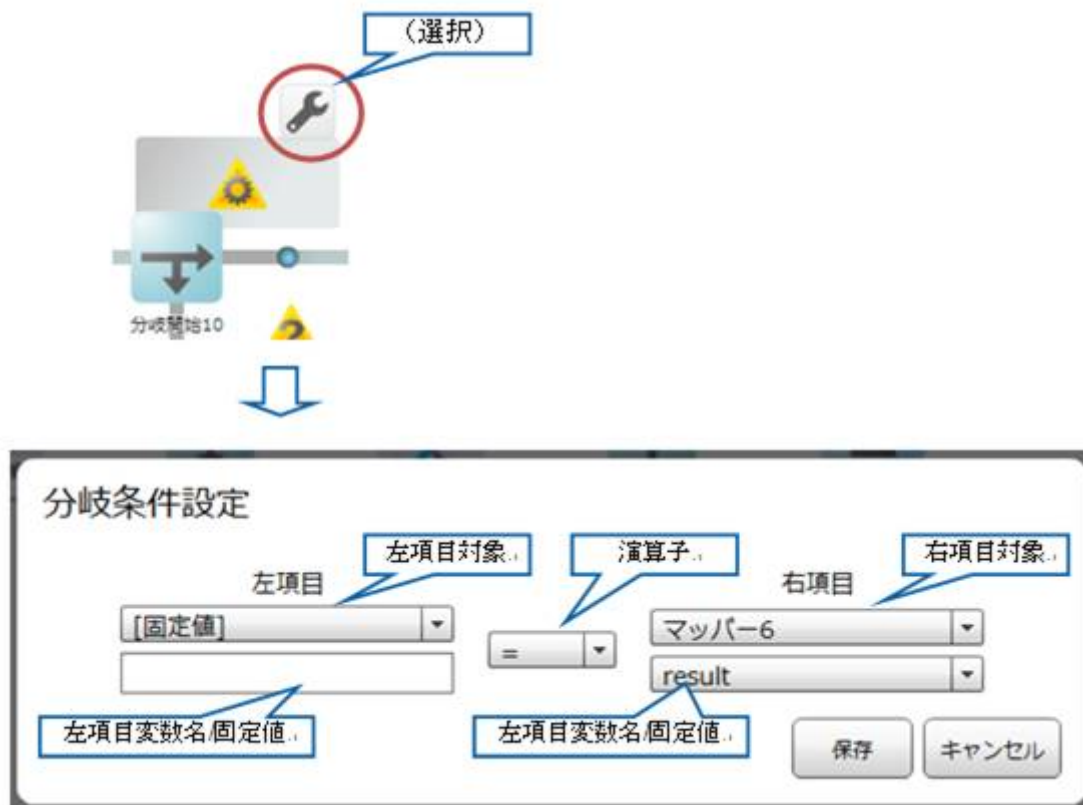 （選択）
分岐開始10
分岐条件設定
左項目対象
演算子
右項目対象
左項目
右項目
[固定値]
=
マッパー6
result
左項目変数名/固定値
左項目変数名/固定値
保存
キャンセル